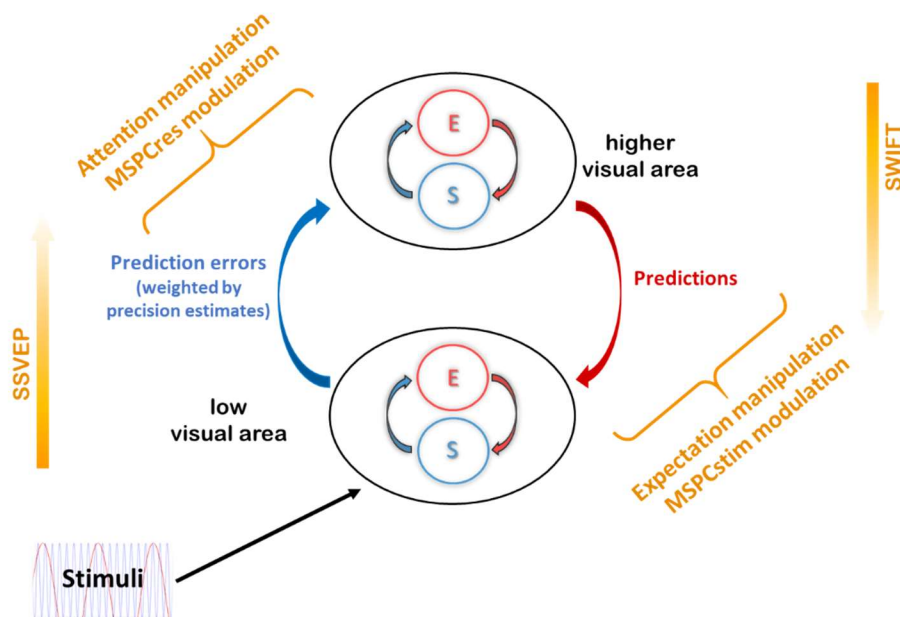 Attention manipulation
MSPCres modulation
E
S
higher
visual area
SWIFT
Prediction errors
(weighted by
precision estimates)
Predictions
SSVEP
E
S
low
visual area
Expectation manipulation
MSPCstim modulation
Stimuli